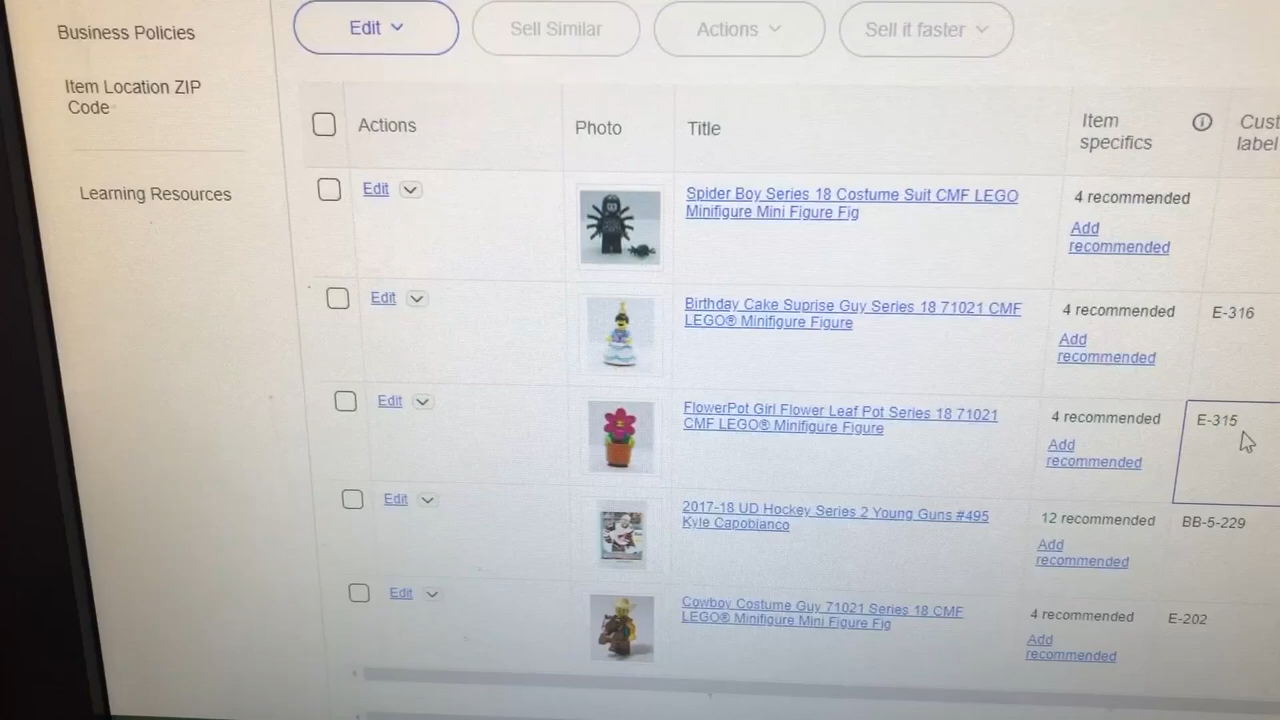 Business Policies
Item Location ZIP
Code
Learning Resources
Edit
Sell Similar
Actions
Sell it faster
Actions
Photo
Title
Item
specifics
Cust
label
Edit
Spider Boy Series 18 Costume Suit CMF LEGO
Minifigure Mini Figure Fig
4 recommended
Add
recommended
Edit
Birthday Cake Suprise Guy Series 18 71021 CMF
LEGO® Minifigure Figure
4 recommended
Add
recommended
E-316
Edit
FlowerPot Girl Flower Leaf Pot Series 18 71021
CMF LEGO® Minifigure Figure
4 recommended
Add
recommended
E-315
Edit
2017-18 UD Hockey Series 2 Young Guns #495
Kyle Capobianco
12 recommended
Add
recommended
BB-5-229
Edit
Cowboy Costume Guy 71021 Series 18 CMF
LEGO® Minifigure Mini Figure Fig
4 recommended
Add
recommended
E-202